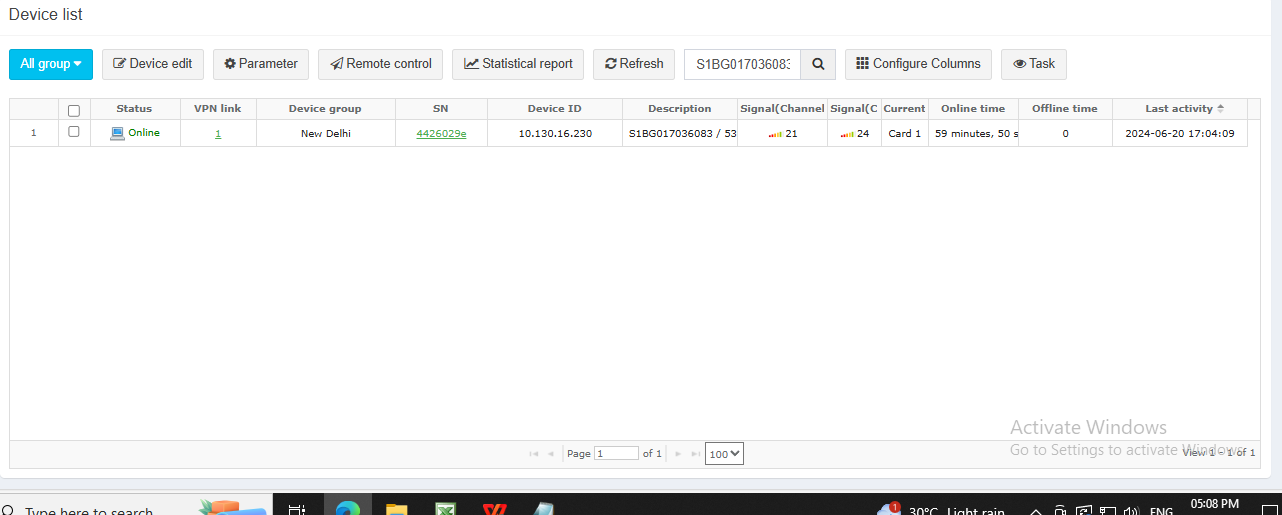 Device list
All group Device edit Parameter Remote control Statistical report Refresh S1BG017036083 Configure Columns Task
Status VPN link Device group SN Device ID Description Signal(Channel Signal(C Current Online time Offline time Last activity
1 Online 1 New Delhi 4426029e 10.130.16.230 S1BG017036083 / 53 21 24 Card 1 59 minutes, 50 s 0 2024-06-20 17:04:09
Activate Windows
Go to Settings to activate Windows.
Page 1 of 1 100 View 1 - 1 of 1
Type here to search 1 30°C Light rain ENG 05:08 PM